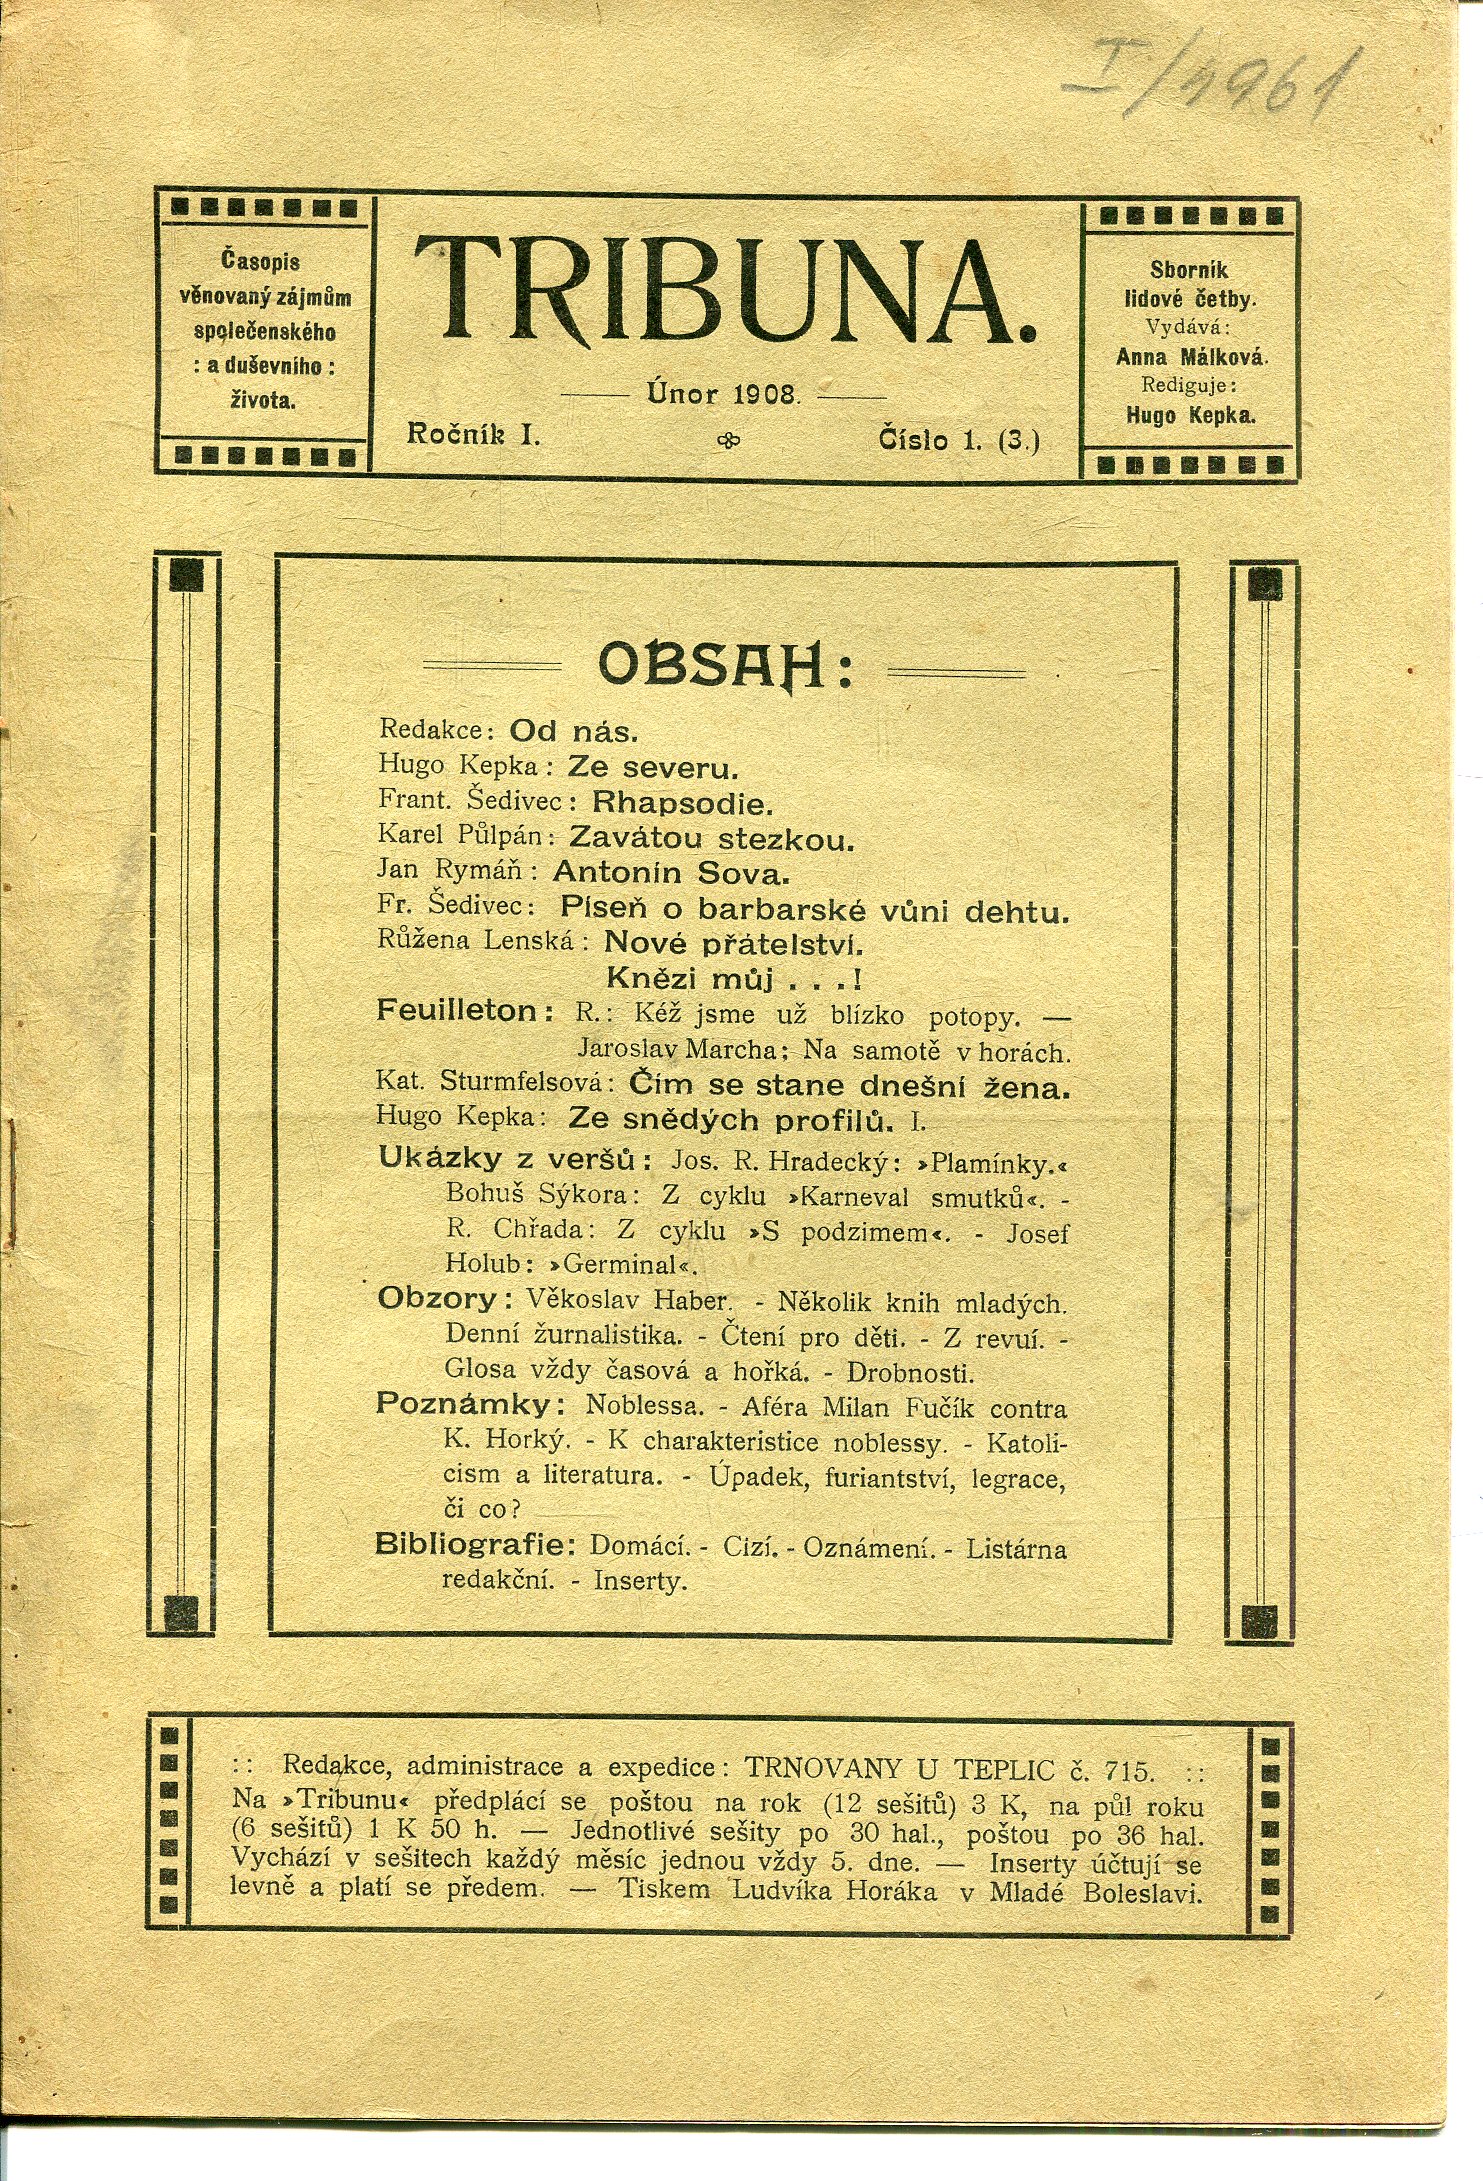 I/4961
Časopis
věnovaný zájmům
společenského
: a duševního :
života.
TRIBUNA.
Únor 1908.
Ročník I.
Číslo 1. (3.)
Sborník
lidové četby.
Vydává:
Anna Málková.
Rediguje:
Hugo Kepka.
OBSAH:
Redakce: Od nás.
Hugo Kepka: Ze severu.
Frant. Šedivec: Rhapsodie.
Karel Půlpán: Zavátou stezkou.
Jan Rymáň: Antonín Sova.
Fr. Šedivec: Píseň o barbarské vůni dehtu.
Růžena Lenská: Nové přátelství.
Knězi můj . . .!
Feuilleton: R.: Kéž jsme už blízko potopy. —
Jaroslav Marcha: Na samotě v horách.
Kat. Sturmfelsová: Čím se stane dnešní žena.
Hugo Kepka: Ze snědých profilů. I.
Ukázky z veršů: Jos. R. Hradecký: »Plamínky.«
Bohuš Sýkora: Z cyklu »Karneval smutků«. -
R. Chřada: Z cyklu »S podzimem«. - Josef
Holub: »Germinal«.
Obzory: Věkoslav Haber. - Několik knih mladých.
Denní žurnalistika. - Čtení pro děti. - Z revuí. -
Glosa vždy časová a hořká. - Drobnosti.
Poznámky: Noblessa. - Aféra Milan Fučík contra
K. Horký. - K charakteristice noblessy. - Katoli-
cism a literatura. - Úpadek, furiantství, legrace,
či co?
Bibliografie: Domácí. - Cizí. - Oznámení. - Listárna
redakční. - Inserty.
:: Redakce, administrace a expedice: TRNOVANY U TEPLIC č. 715. ::
Na »Tribunu« předplácí se poštou na rok (12 sešitů) 3 K, na půl roku
(6 sešitů) 1 K 50 h. — Jednotlivé sešity po 30 hal., poštou po 36 hal.
Vychází v sešitech každý měsíc jednou vždy 5. dne. — Inserty účtují se
levně a platí se předem. — Tiskem Ludvíka Horáka v Mladé Boleslavi.